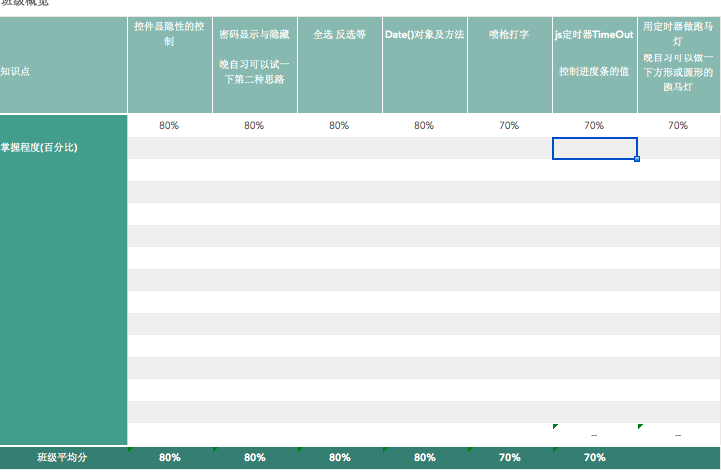 班级概览
知识点
控件显隐性的控
制
密码显示与隐藏
晚自习可以试一
下第二种思路
全选 反选等
Date()对象及方法
喷枪打字
js定时器TimeOut
控制进度条的值
用定时器做跑马
灯
晚自习可以做一
下方形或圆形的
跑马灯
掌握程度(百分比)
80% 80% 80% 80% 70% 70% 70%
-- --
班级平均分 80% 80% 80% 80% 70% 70%